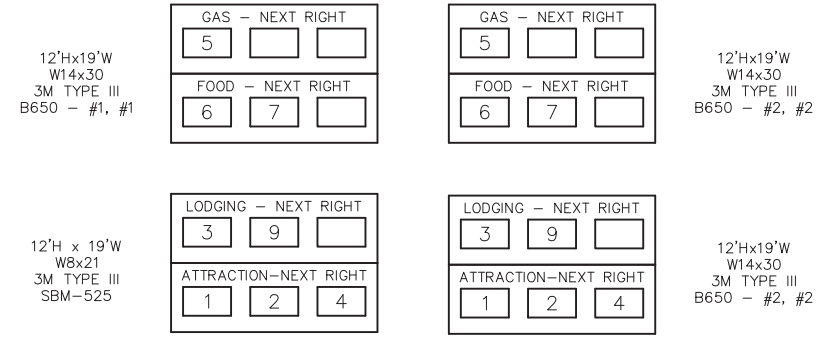 12'Hx19'W
W14x30
3M TYPE III
B650 – #1, #1
GAS – NEXT RIGHT
5
FOOD – NEXT RIGHT
6 7
GAS – NEXT RIGHT
5
FOOD – NEXT RIGHT
6 7
12'Hx19'W
W14x30
3M TYPE III
B650 – #2, #2
12'H x 19'W
W8x21
3M TYPE III
SBM–525
LODGING – NEXT RIGHT
3 9
ATTRACTION–NEXT RIGHT
1 2 4
LODGING – NEXT RIGHT
3 9
ATTRACTION–NEXT RIGHT
1 2 4
12'Hx19'W
W14x30
3M TYPE III
B650 – #2, #2